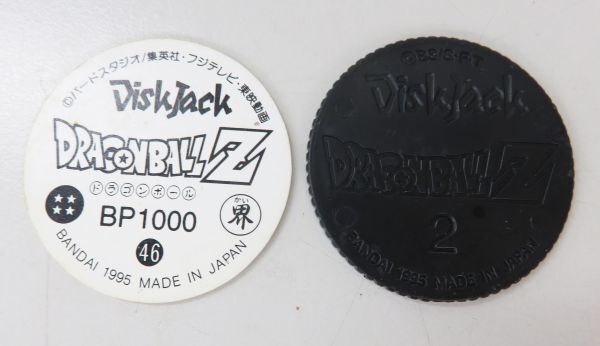 ©バードスタジオ/集英社・フジテレビ・東映動画
DiskJack
DRAGONBALL Z
ドラゴンボール
BP1000
かい
界
46
BANDAI 1995 MADE IN JAPAN
©BS/S・F・T
DiskJack
DRAGONBALL Z
2
BANDAI 1995 MADE IN JAPAN